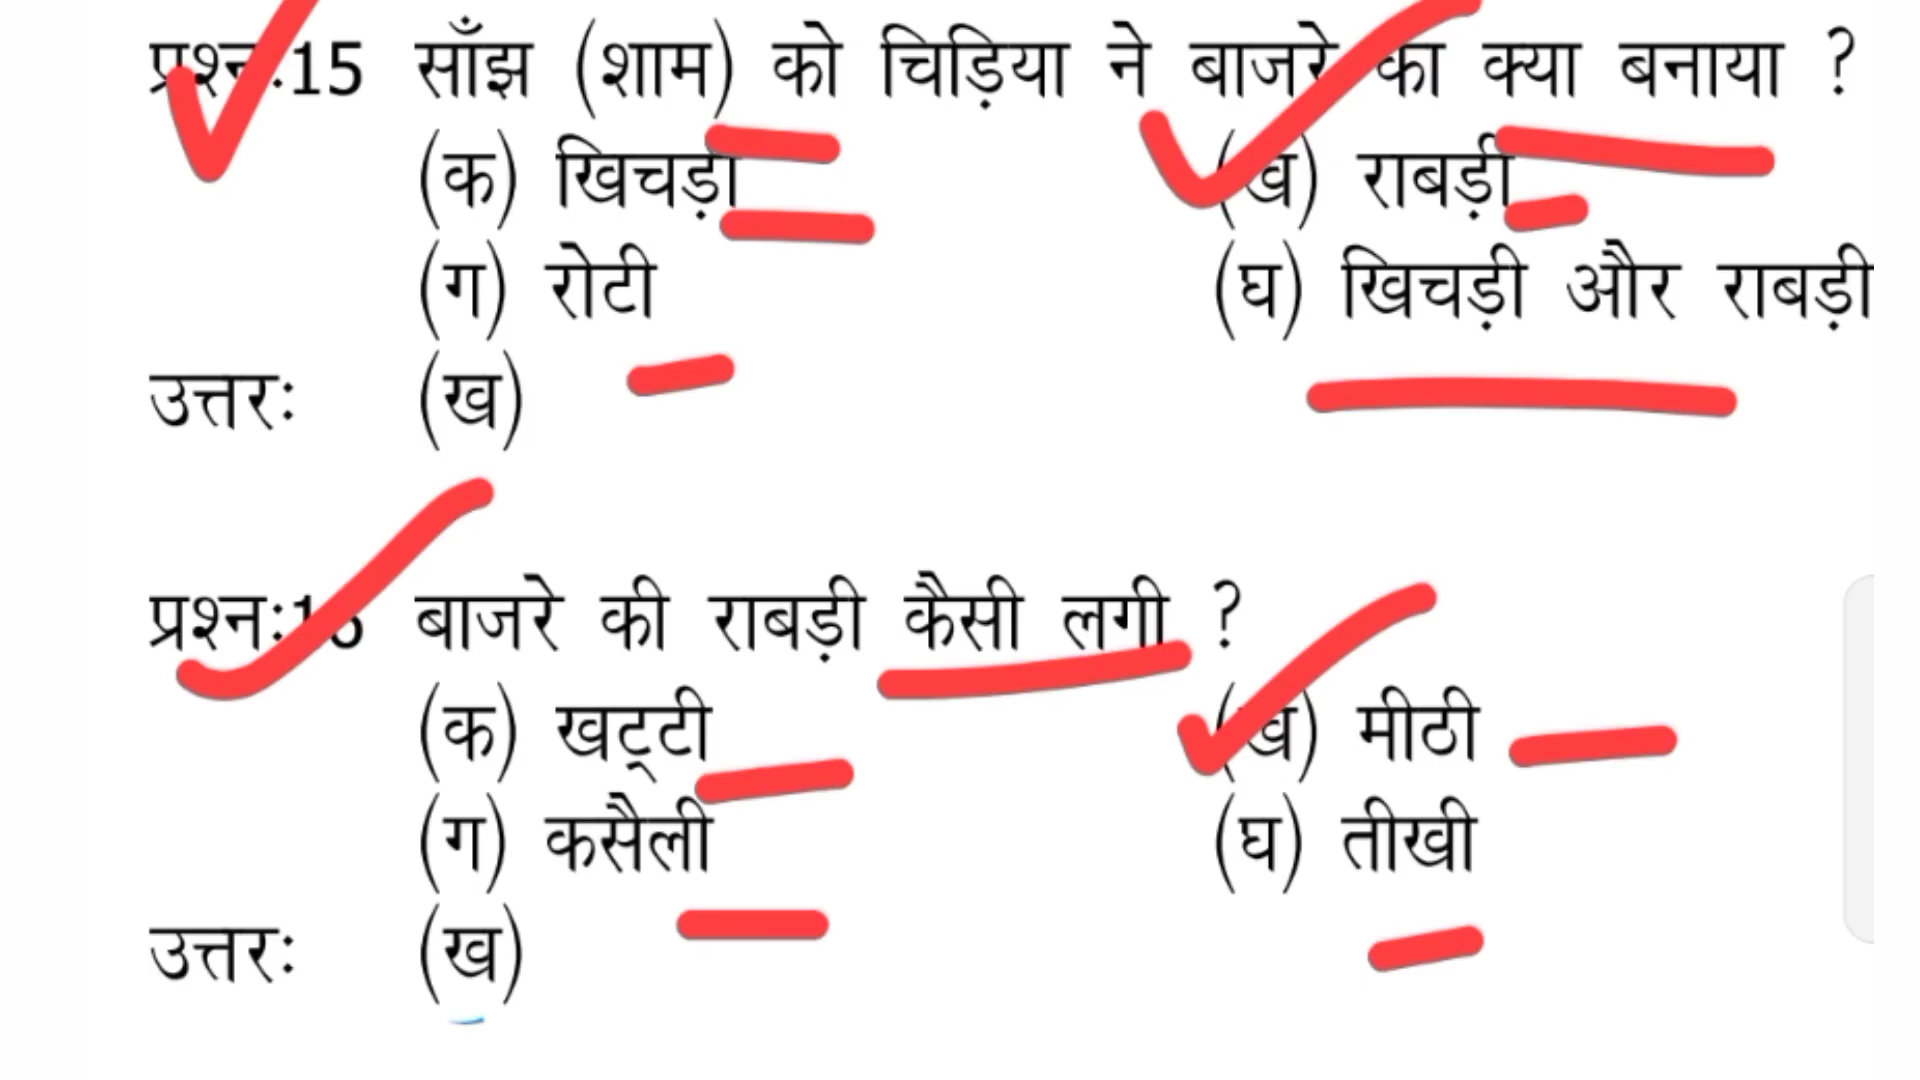 प्रश्न:15 साँझ (शाम) को चिड़िया ने बाजरे का क्या बनाया ?
(क) खिचड़ी (ख) राबड़ी
(ग) रोटी (घ) खिचड़ी और राबड़ी
उत्तर: (ख)
प्रश्न:16 बाजरे की राबड़ी कैसी लगी ?
(क) खट्टी (ख) मीठी
(ग) कसैली (घ) तीखी
उत्तर: (ख)